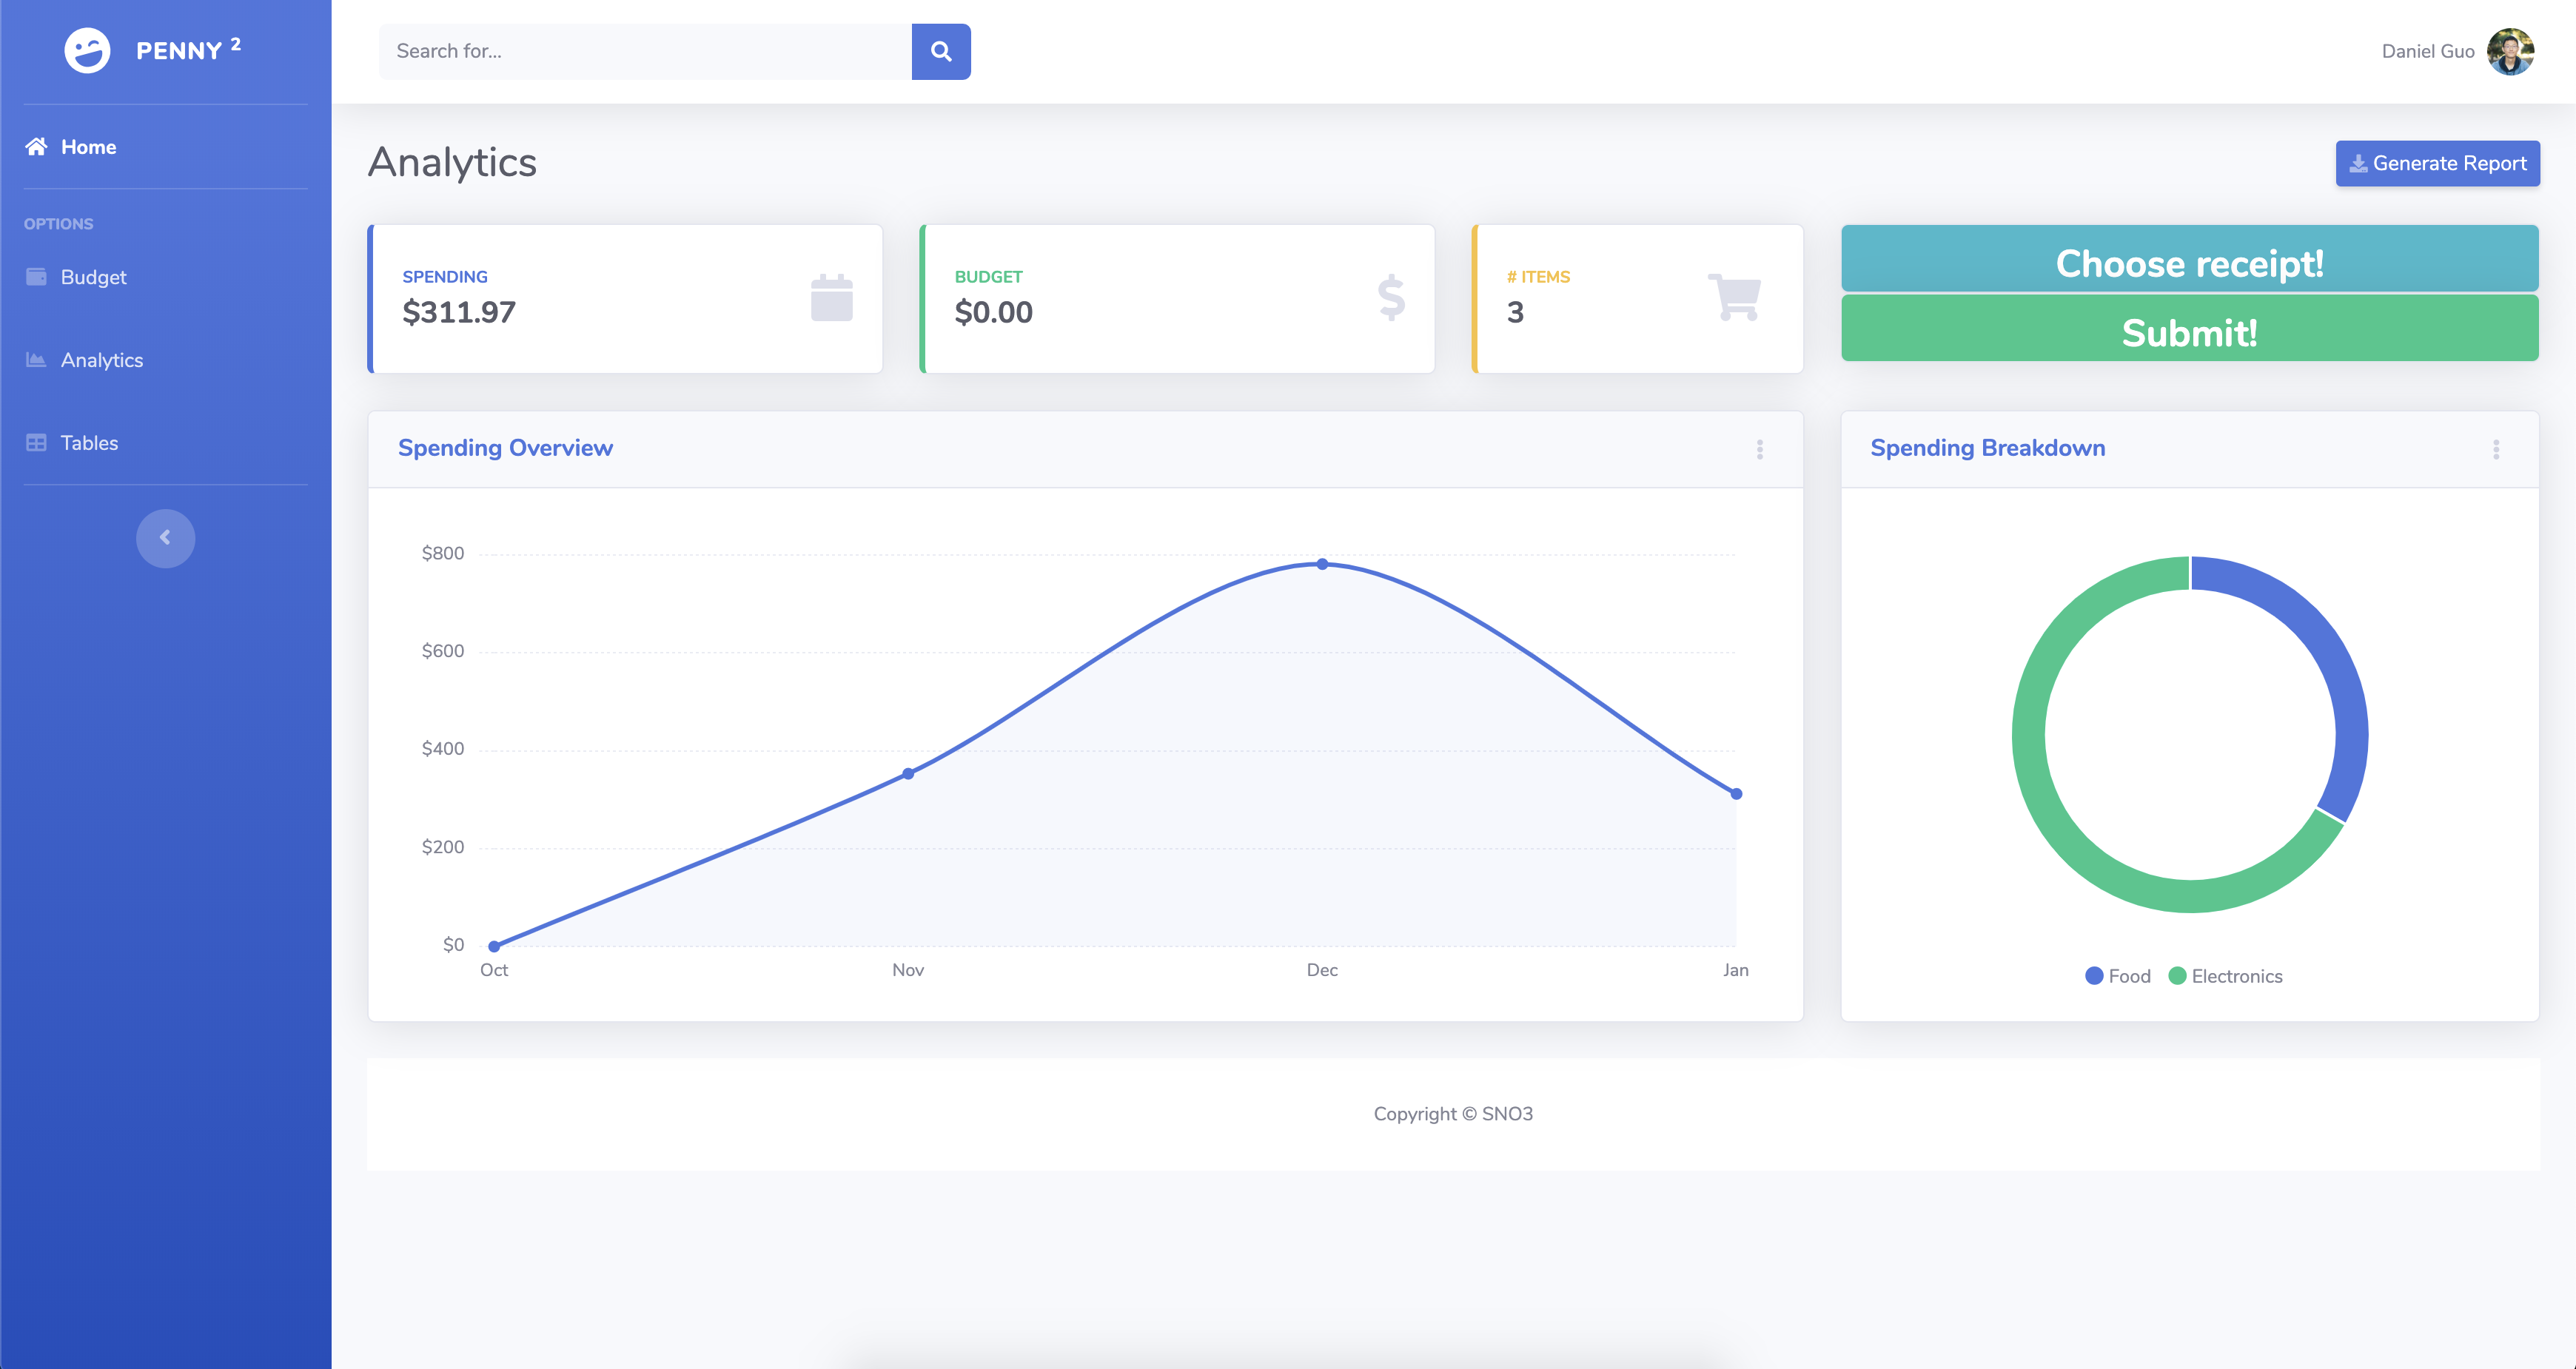 PENNY 2
Search for...
Daniel Guo
Home
OPTIONS
Budget
Analytics
Tables
Analytics
Generate Report
SPENDING
$311.97
BUDGET
$0.00
# ITEMS
3
Choose receipt!
Submit!
Spending Overview
$800
$600
$400
$200
$0
Oct Nov Dec Jan
Spending Breakdown
Food Electronics
Copyright © SNO3